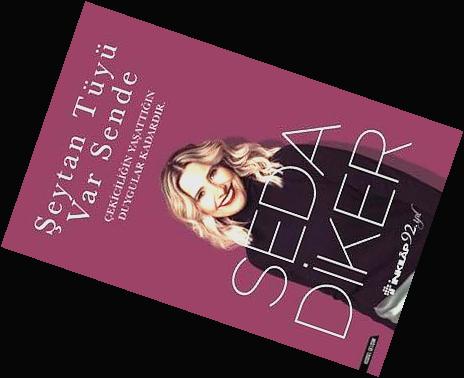 Şeytan Tüyü
Var Sende
ÇEKİCİLİĞİN YAŞATTIĞIN
DUYGULAR KADARDIR.
SEDA
DİKER
İNKILÂP 92.yıl